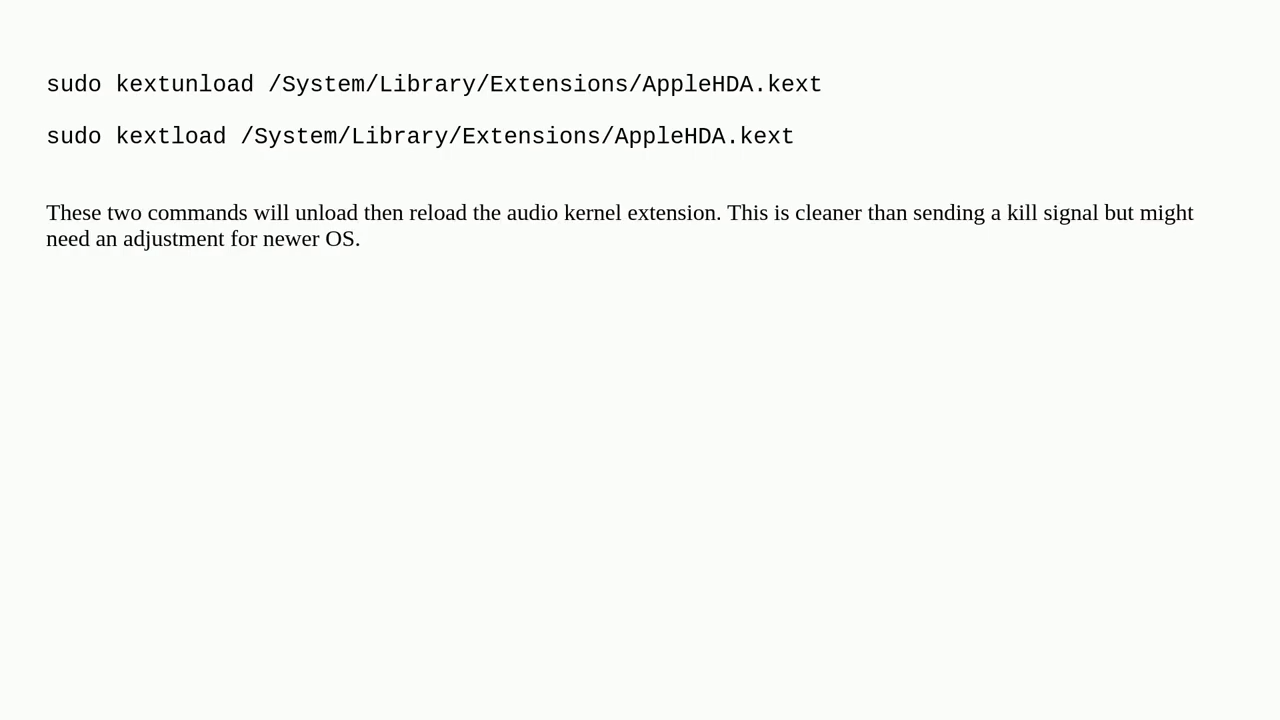 sudo kextunload /System/Library/Extensions/AppleHDA.kext
sudo kextload /System/Library/Extensions/AppleHDA.kext
These two commands will unload then reload the audio kernel extension. This is cleaner than sending a kill signal but might
need an adjustment for newer OS.